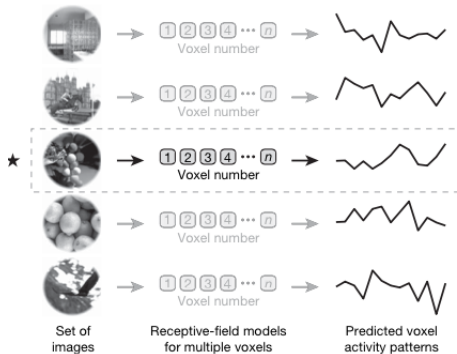 1 2 3 4 ··· n
Voxel number
1 2 3 4 ··· n
Voxel number
★ 1 2 3 4 ··· n
Voxel number
1 2 3 4 ··· n
Voxel number
1 2 3 4 ··· n
Voxel number
Set of images
Receptive-field models for multiple voxels
Predicted voxel activity patterns